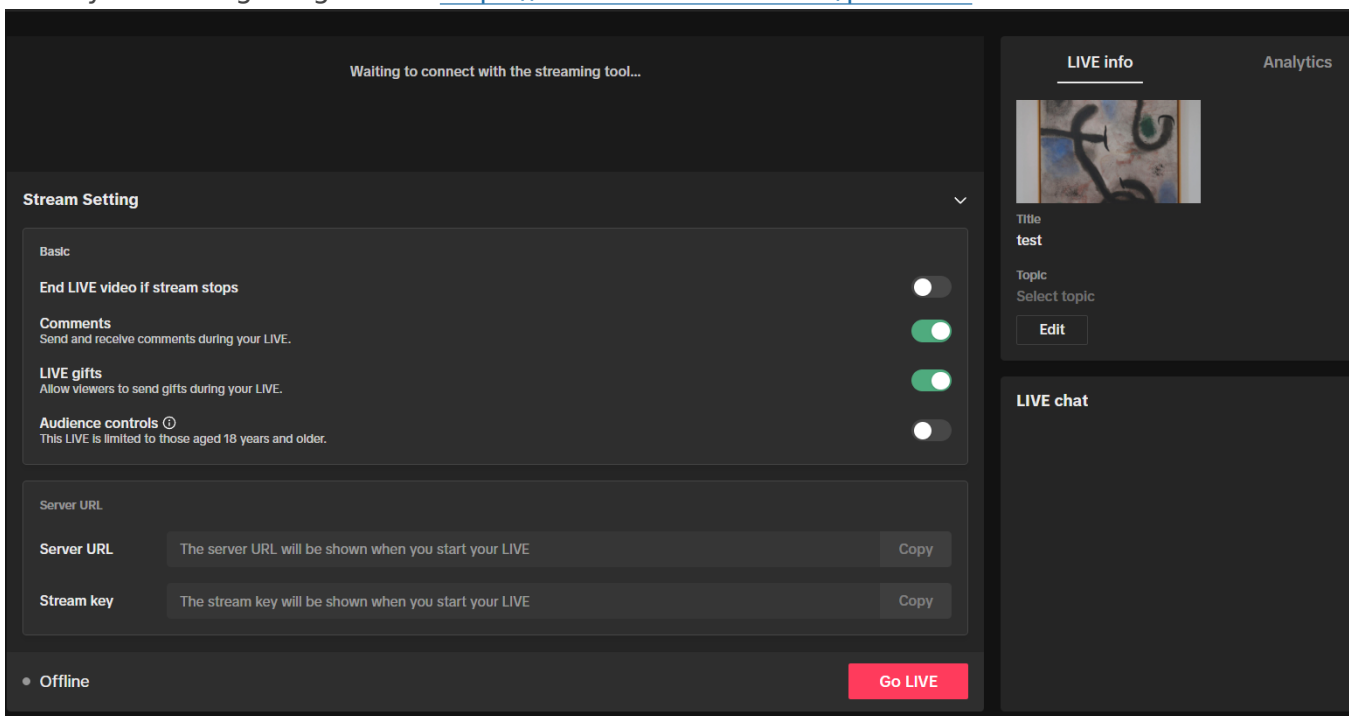 Waiting to connect with the streaming tool...
LIVE info
Analytics
Stream Setting
Title
test
Basic
End LIVE video if stream stops
Topic
Select topic
Comments
Send and receive comments during your LIVE.
Edit
LIVE gifts
Allow viewers to send gifts during your LIVE.
LIVE chat
Audience controls
This LIVE is limited to those aged 18 years and older.
Server URL
Server URL
The server URL will be shown when you start your LIVE
Copy
Stream key
The stream key will be shown when you start your LIVE
Copy
Offline
Go LIVE